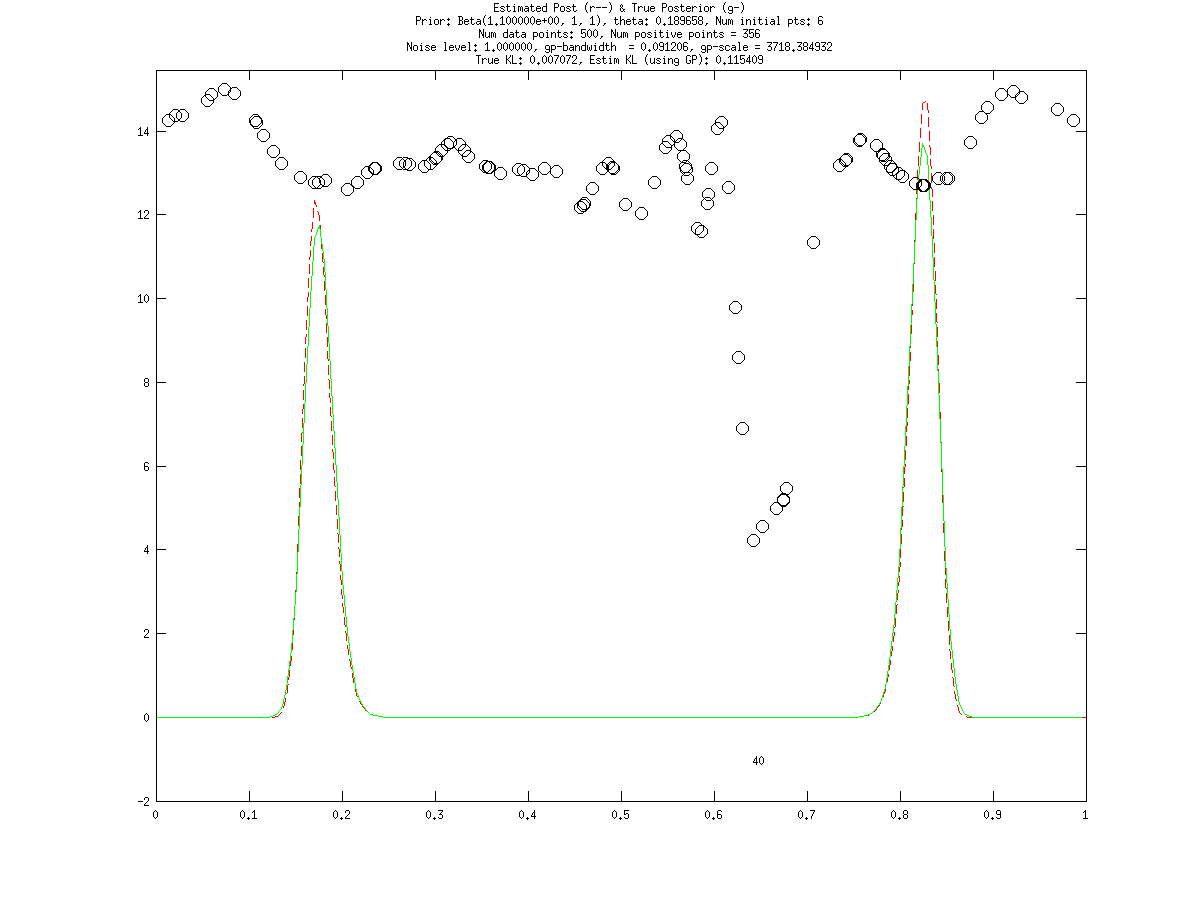 Estimated Post (r--) & True Posterior (g-)
Prior: Beta(1.100000e+00, 1, 1), theta: 0.189658, Num initial pts: 6
Num data points: 500, Num positive points = 356
Noise level: 1.000000, gp-bandwidth  = 0.091206, gp-scale = 3718.384932
True KL: 0.007072, Estim KL (using GP): 0.115409
14
12
10
8
6
4
2
0
40
-2
0 0.1 0.2 0.3 0.4 0.5 0.6 0.7 0.8 0.9 1